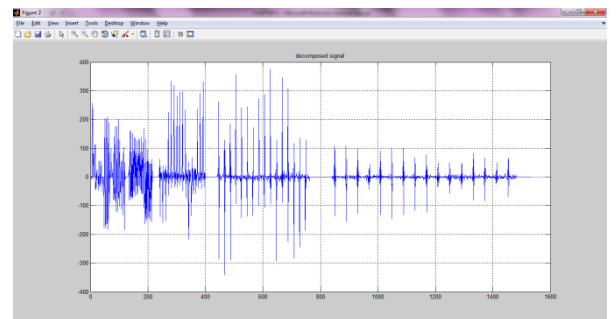 Figure 2
File Edit View Insert Tools Desktop Window Help
decomposed signal
400
300
200
100
0
-100
-200
-300
-400
0 200 400 600 800 1000 1200 1400 1600